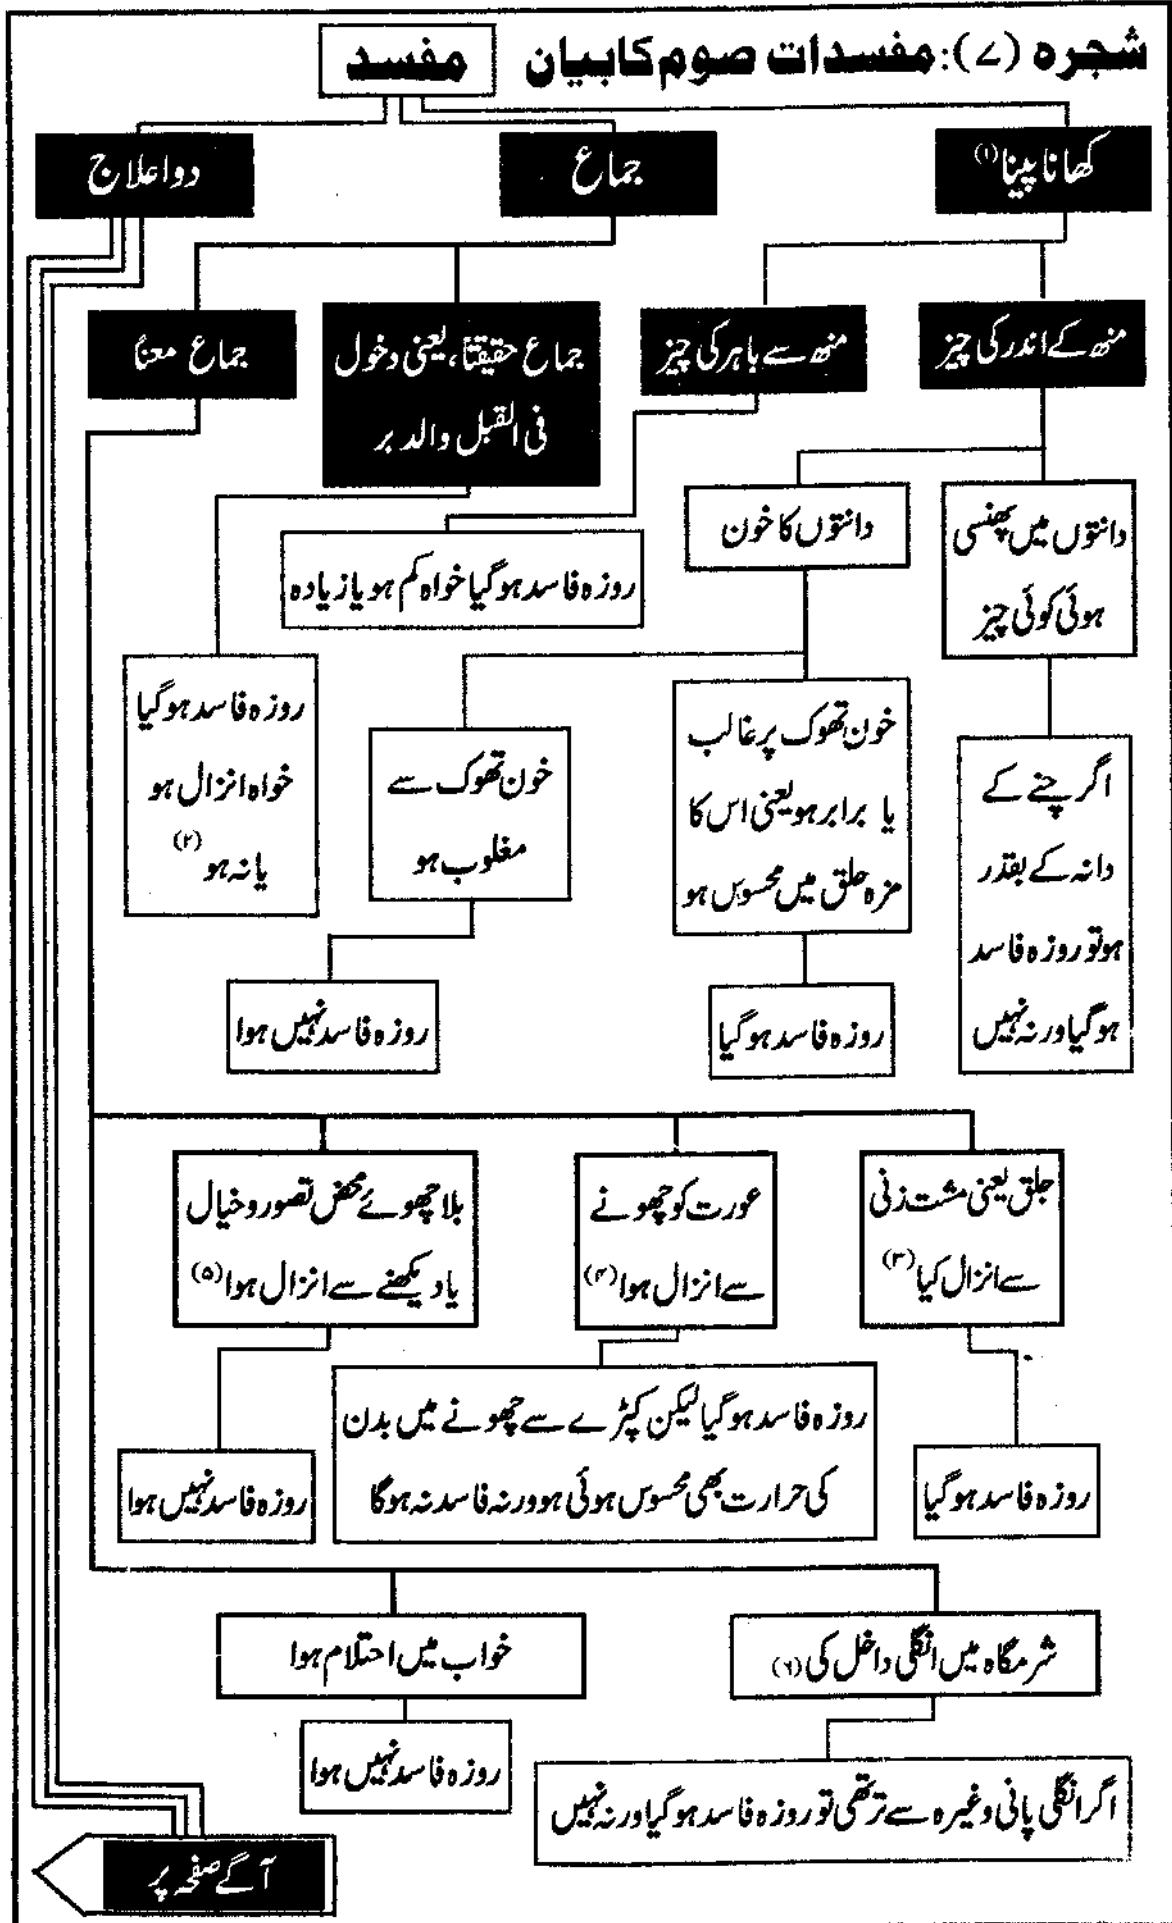 شجرہ (۷): مفسدات صوم کا بیان
مفسد
کھانا پینا (۱)
جماع
دوا علاج
منھ کے اندر کی چیز
منھ سے باہر کی چیز
جماع حقیقتاً، یعنی دخول
فی القبل والدبر
جماع معناً
دانتوں میں پھنسی
ہوئی کوئی چیز
دانتوں کا خون
روزہ فاسد ہوگیا خواہ کم ہو یا زیادہ
اگر چنے کے
دانہ کے بقدر
ہو تو روزہ فاسد
ہوگیا ورنہ نہیں
خون تھوک پر غالب
یا برابر ہو یعنی اس کا
مزہ حلق میں محسوس ہو
خون تھوک سے
مغلوب ہو
روزہ فاسد ہوگیا
خواہ انزال ہو
یا نہ ہو (۲)
روزہ فاسد ہوگیا
روزہ فاسد نہیں ہوا
جلق یعنی مشت زنی
سے انزال کیا (۳)
عورت کو چھونے
سے انزال ہوا (۴)
بلا چھوئے محض تصور و خیال
یا دیکھنے سے انزال ہوا (۵)
روزہ فاسد ہوگیا
روزہ فاسد ہوگیا لیکن کپڑے سے چھونے میں بدن
کی حرارت بھی محسوس ہوئی ہو ورنہ فاسد نہ ہوگا
روزہ فاسد نہیں ہوا
شرمگاہ میں انگلی داخل کی (۶)
خواب میں احتلام ہوا
اگر انگلی پانی وغیرہ سے تر تھی تو روزہ فاسد ہوگیا ورنہ نہیں
روزہ فاسد نہیں ہوا
آگے صفحہ پر